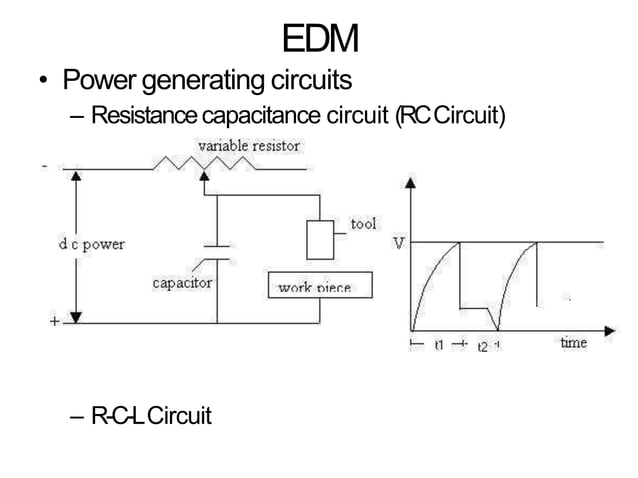 EDM
• Power generating circuits
– Resistance capacitance circuit (RC Circuit)
variable resistor
-
d c power
capacitor
tool
work piece
+
V
t1
t2
time
– R-C-L Circuit